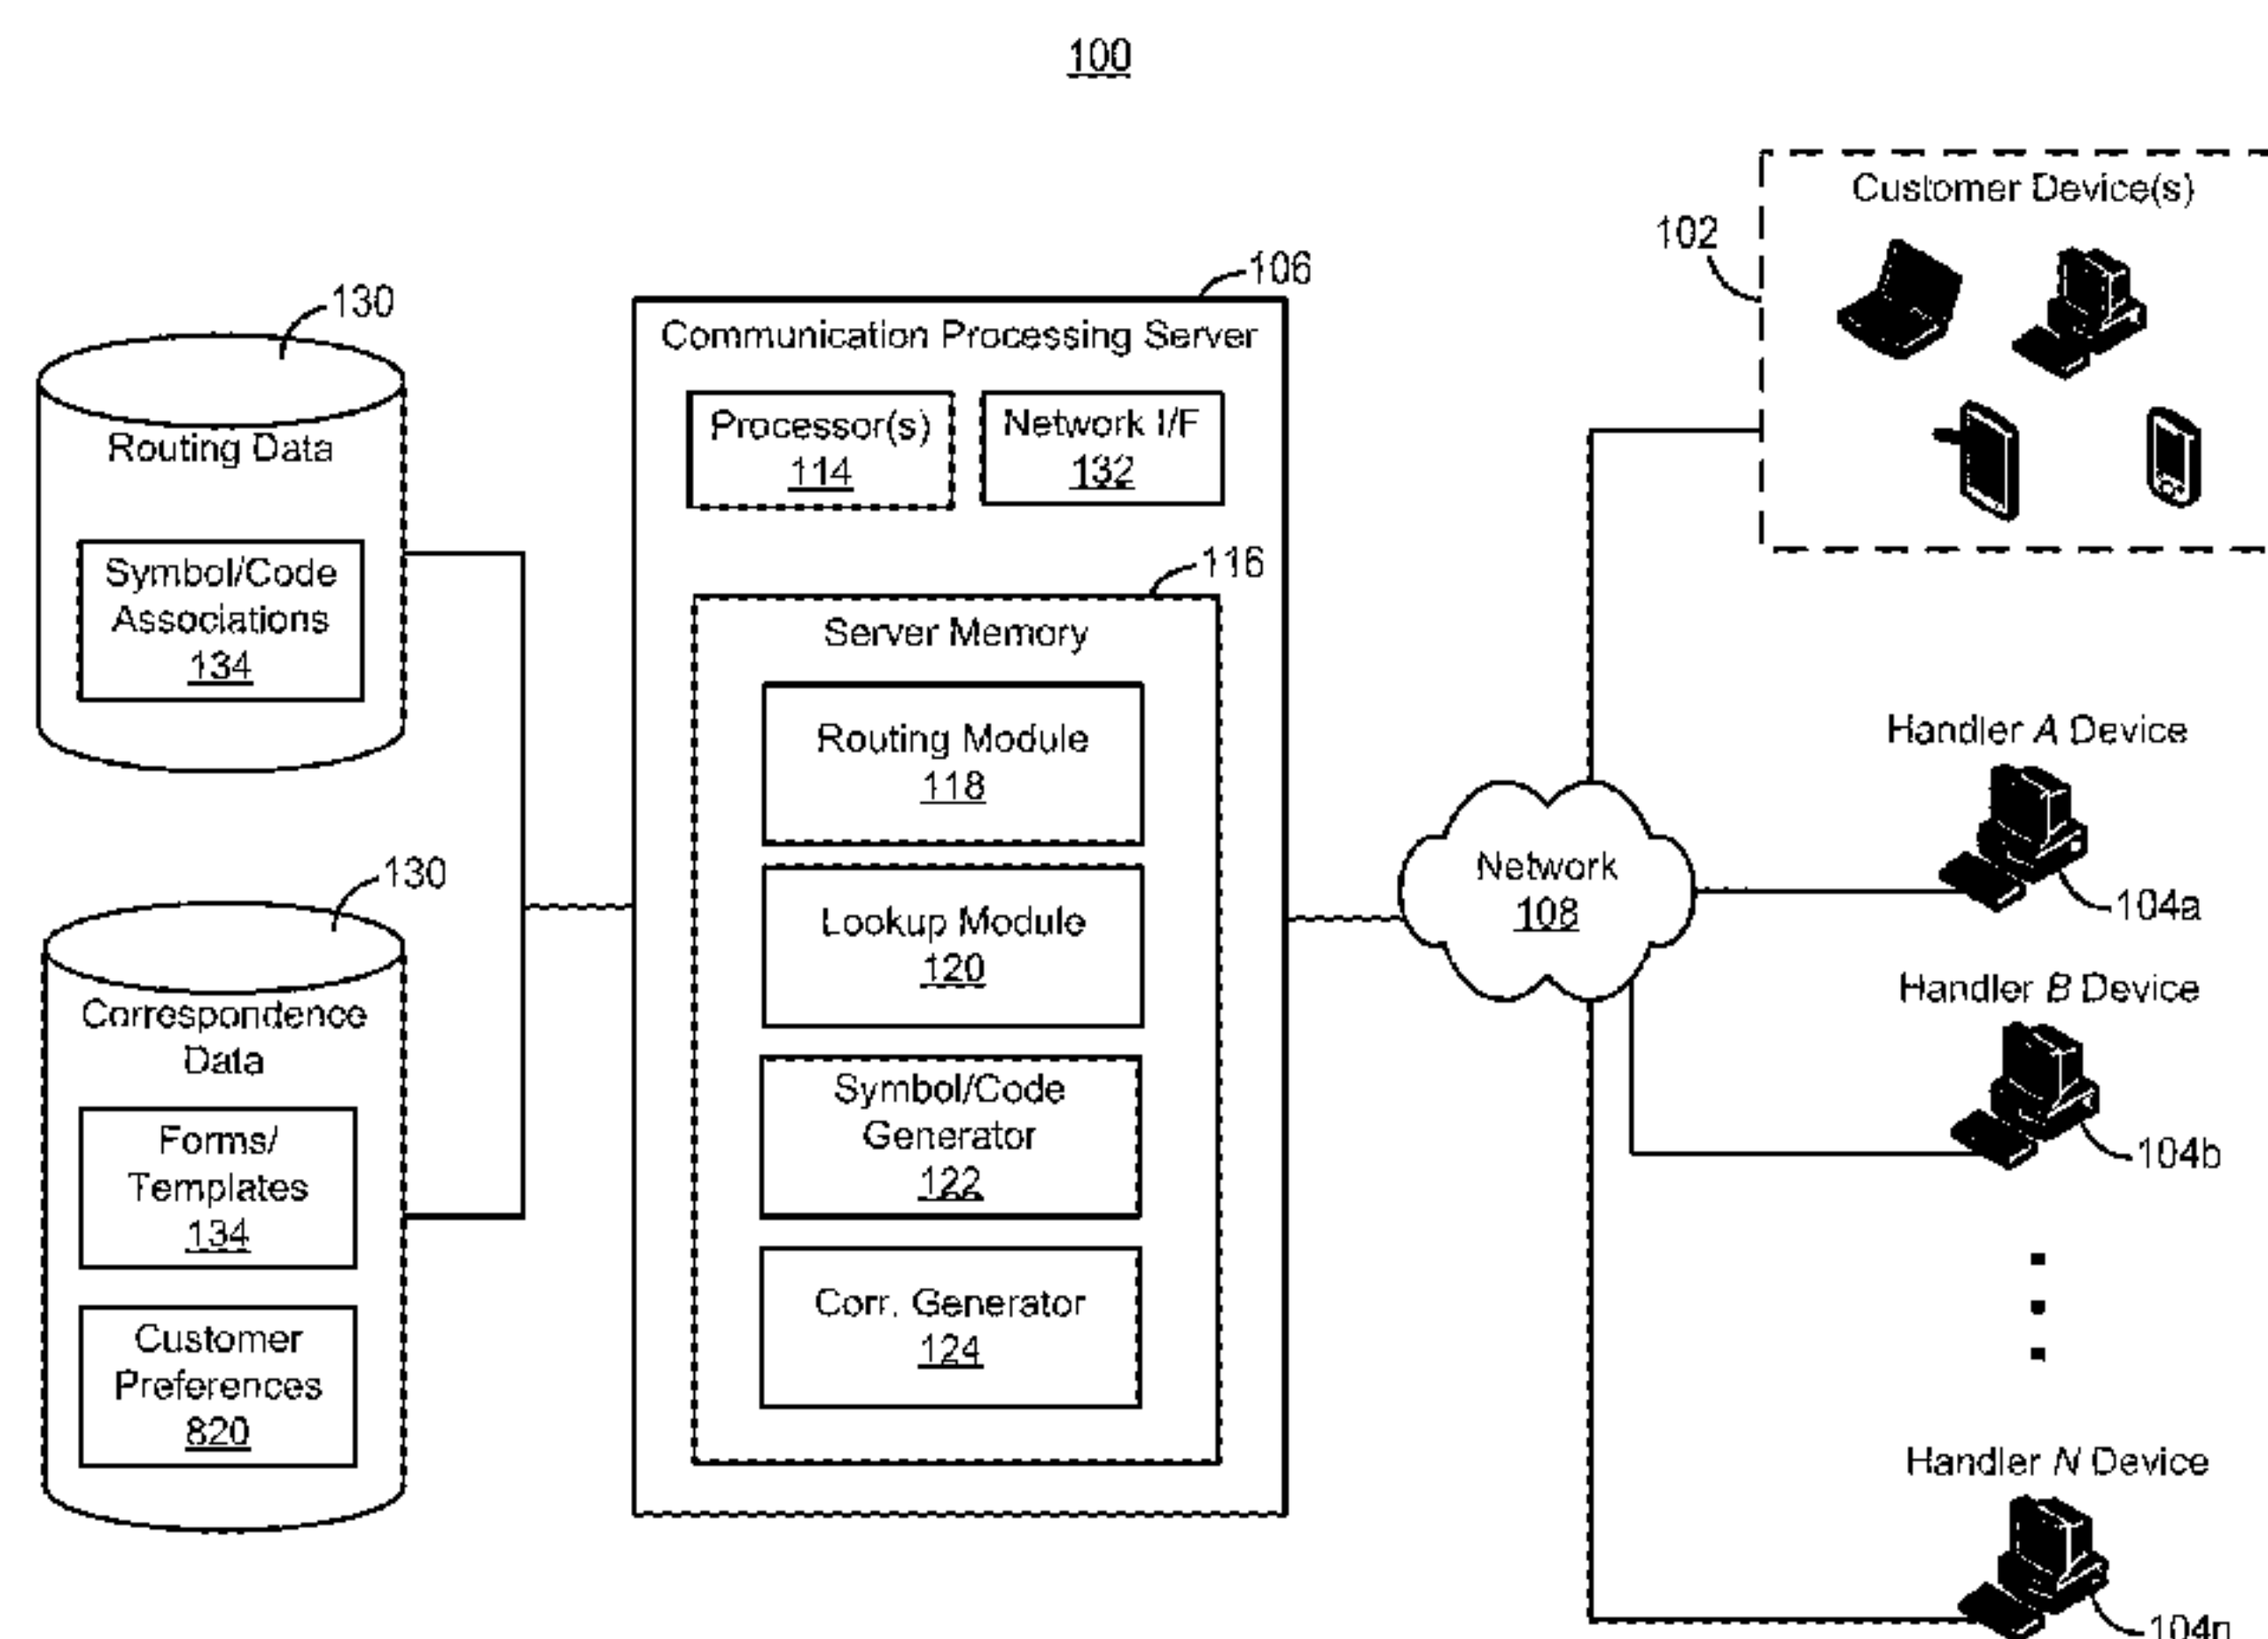 100
130
Routing Data
Symbol/Code
Associations
134
130
Correspondence
Data
Forms/
Templates
134
Customer
Preferences
820
106
Communication Processing Server
Processor(s)
114
Network I/F
132
116
Server Memory
Routing Module
118
Lookup Module
120
Symbol/Code
Generator
122
Corr. Generator
124
Network
108
102
Customer Device(s)
Handler A Device
104a
Handler B Device
104b
Handler N Device
104n